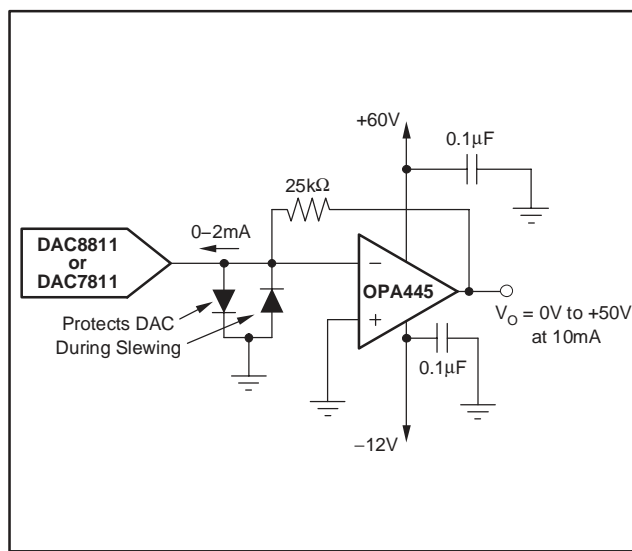 +60V
0.1μF
25kΩ
0–2mA
DAC8811
or
DAC7811
–
OPA445
+
Protects DAC
During Slewing
VO = 0V to +50V
at 10mA
0.1μF
–12V